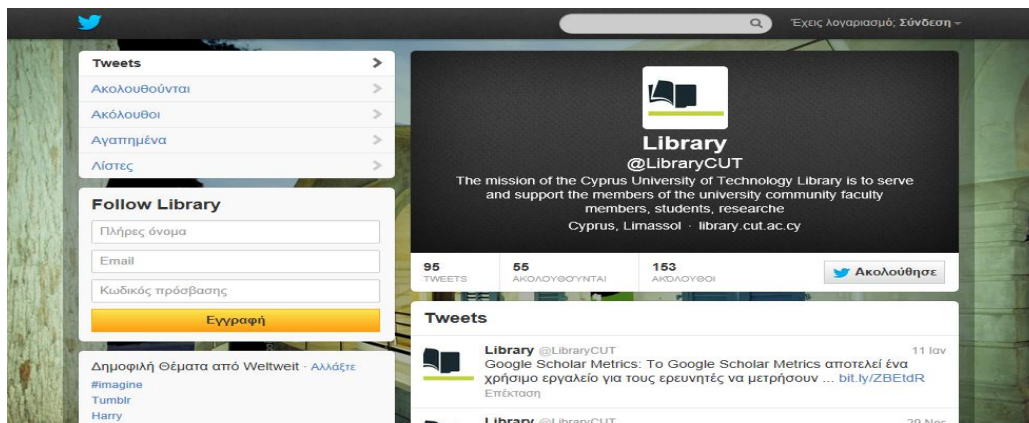 Έχεις λογαριασμό; Σύνδεση
Tweets
Ακολουθούνται
Ακόλουθοι
Αγαπημένα
Λίστες
Follow Library
Πλήρες όνομα
Email
Κωδικός πρόσβασης
Εγγραφή
Δημοφιλή Θέματα από Weltweit · Αλλάξτε
#imagine
Tumblr
Harry
Library
@LibraryCUT
The mission of the Cyprus University of Technology Library is to serve
and support the members of the university community faculty
members, students, researche
Cyprus, Limassol · library.cut.ac.cy
95 55 153
TWEETS ΑΚΟΛΟΥΘΟΎΝΤΑΙ ΑΚΌΛΟΥΘΟΙ
Ακολούθησε
Tweets
Library @LibraryCUT 11 Ιαν
Google Scholar Metrics: Το Google Scholar Metrics αποτελεί ένα
χρήσιμο εργαλείο για τους ερευνητές να μετρήσουν ... bit.ly/ZBEtdR
Επέκταση
Library @LibraryCUT 29 Νοε